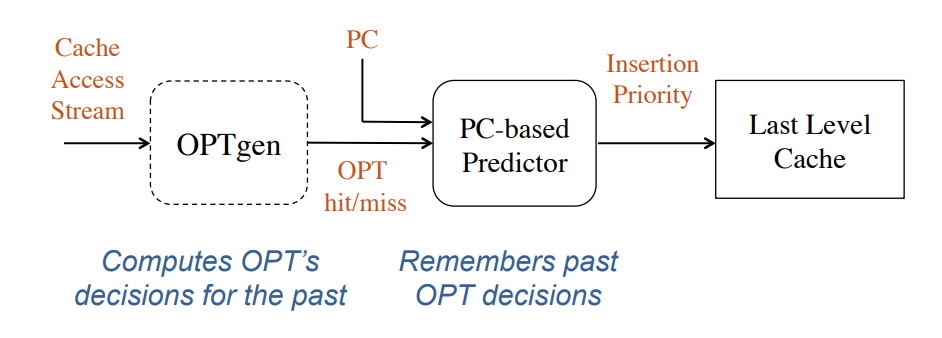 Cache
Access
Stream
OPTgen
PC
OPT
hit/miss
PC-based
Predictor
Insertion
Priority
Last Level
Cache
Computes OPT’s
decisions for the past
Remembers past
OPT decisions